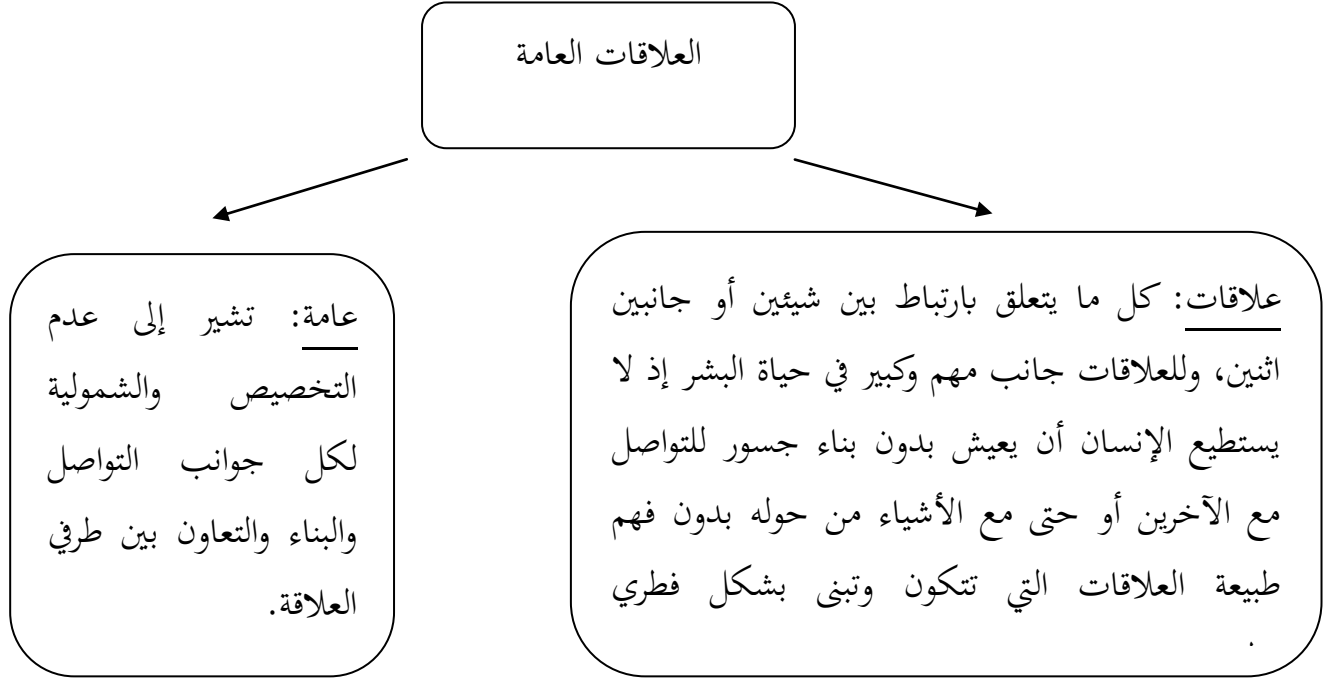 العلاقات العامة
علاقات: كل ما يتعلق بارتباط بين شيئين أو جانبين
اثنين، وللعلاقات جانب مهم وكبير في حياة البشر إذ لا
يستطيع الإنسان أن يعيش بدون بناء جسور للتواصل
مع الآخرين أو حتى مع الأشياء من حوله بدون فهم
طبيعة العلاقات التي تتكون وتبنى بشكل فطري
عامة: تشير إلى عدم
التخصيص والشمولية
لكل جوانب التواصل
والبناء والتعاون بين طرفي
العلاقة.